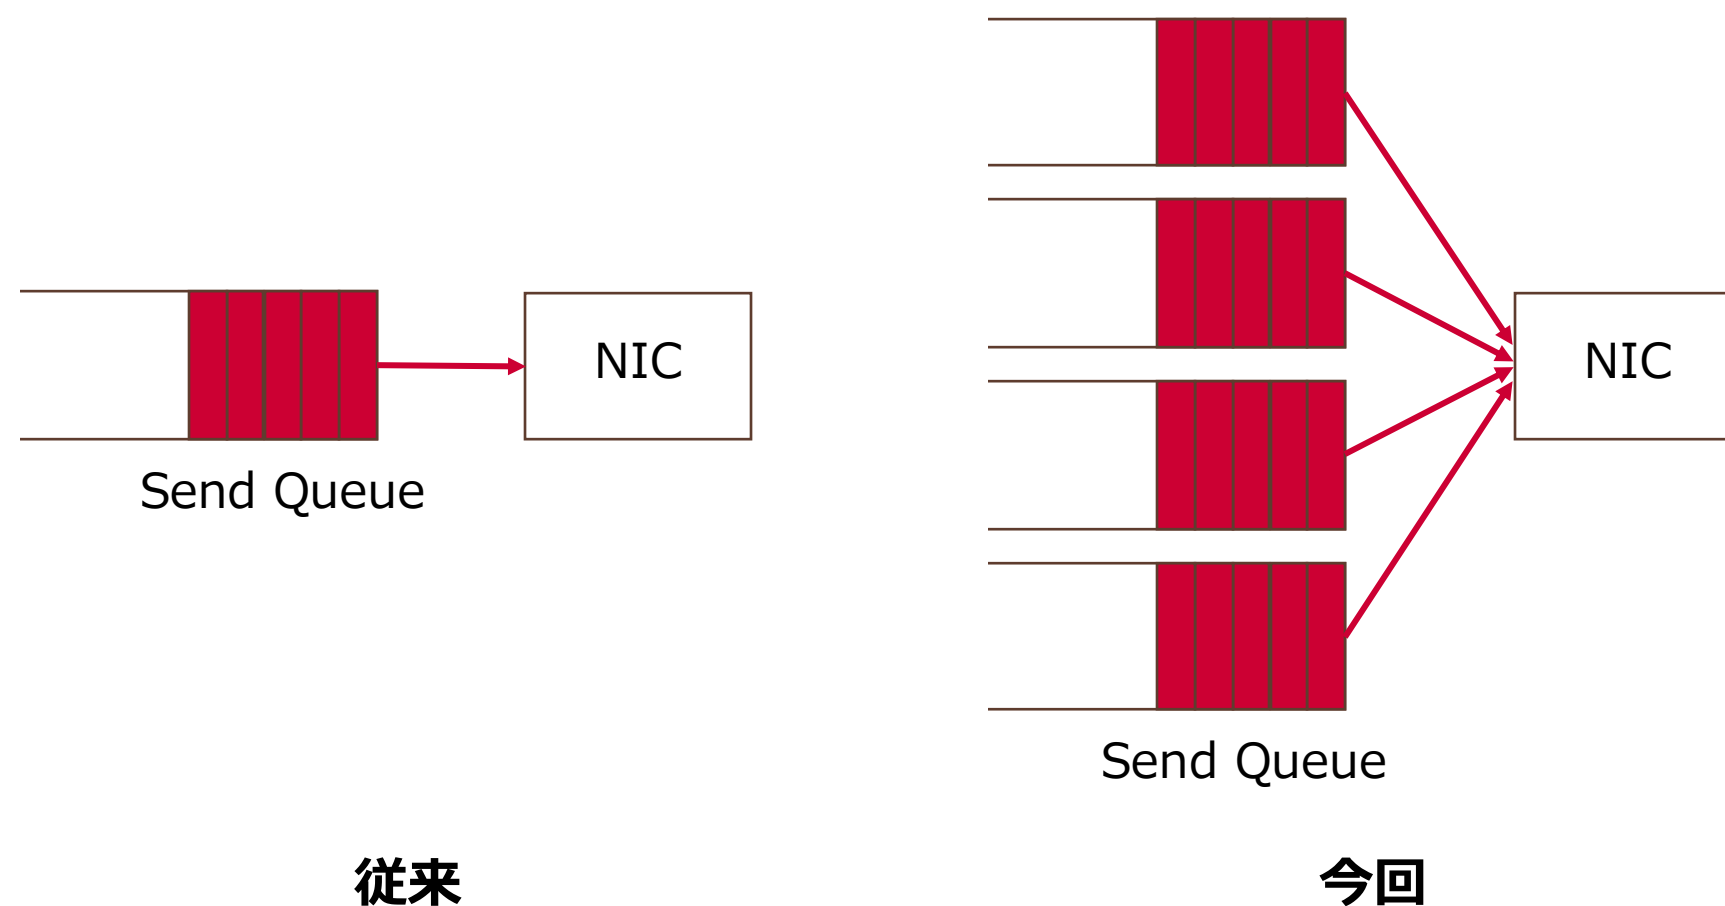 NIC
Send Queue
従来
NIC
Send Queue
今回